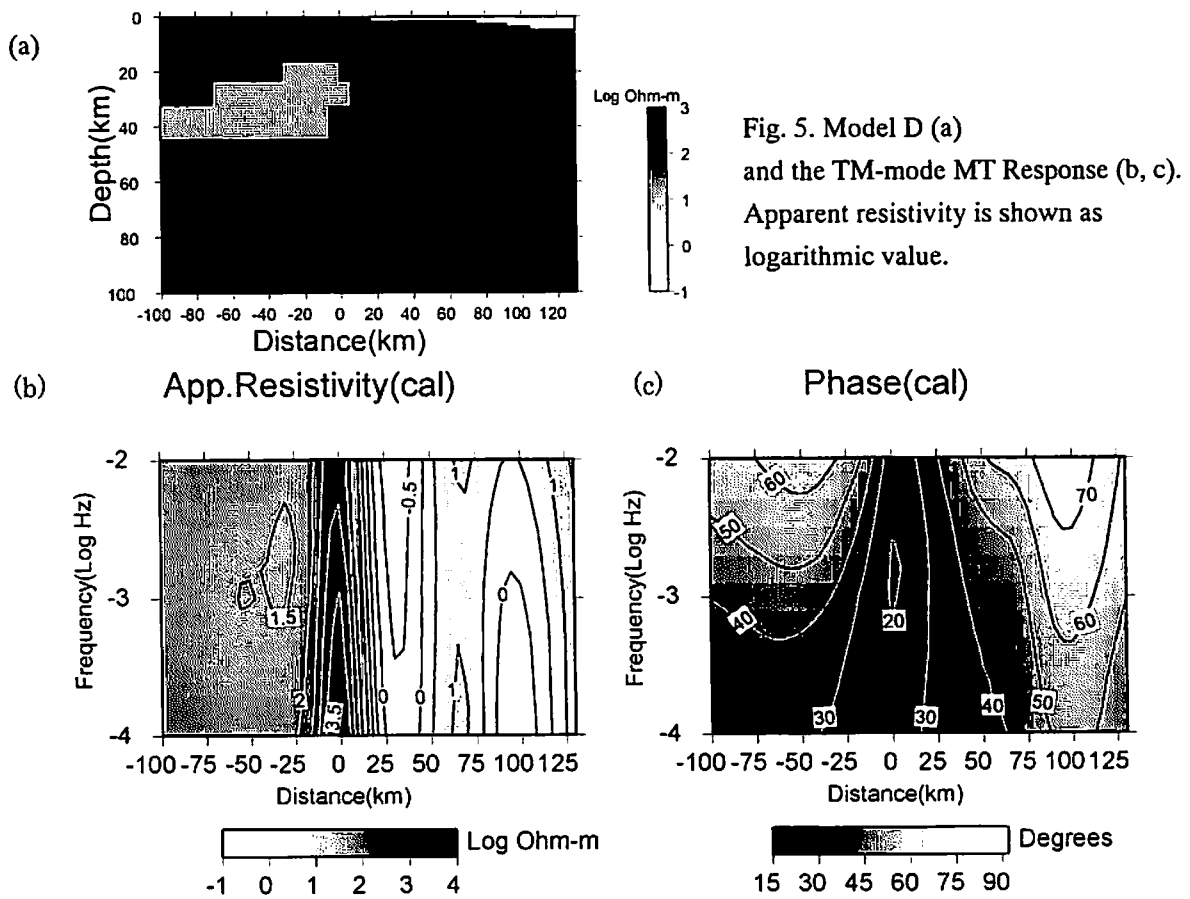 (a)
0
20
40
60
80
100
Depth(km)
-100 -80 -60 -40 -20 0 20 40 60 80 100 120
Distance(km)
Log Ohm-m
3
2
1
0
-1
Fig. 5. Model D (a)
and the TM-mode MT Response (b, c).
Apparent resistivity is shown as
logarithmic value.
(b) App.Resistivity(cal)
-2
-3
-4
Frequency(Log Hz)
1.5
2
3.5
0
-0.5
0
1
1
0
0
1
-100 -75 -50 -25 0 25 50 75 100 125
Distance(km)
Log Ohm-m
-1 0 1 2 3 4
(c) Phase(cal)
-2
-3
-4
Frequency(Log Hz)
60
50
40
30
20
30
40
50
60
70
-100 -75 -50 -25 0 25 50 75 100 125
Distance(km)
Degrees
15 30 45 60 75 90